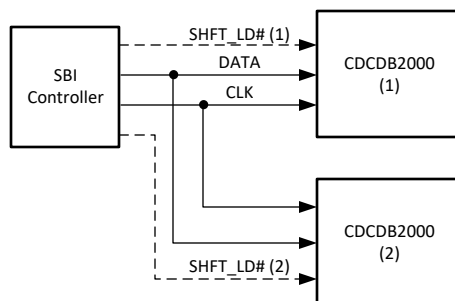 SHFT_LD# (1)
DATA
CLK
SBI
Controller
CDCDB2000
(1)
CDCDB2000
(2)
SHFT_LD# (2)